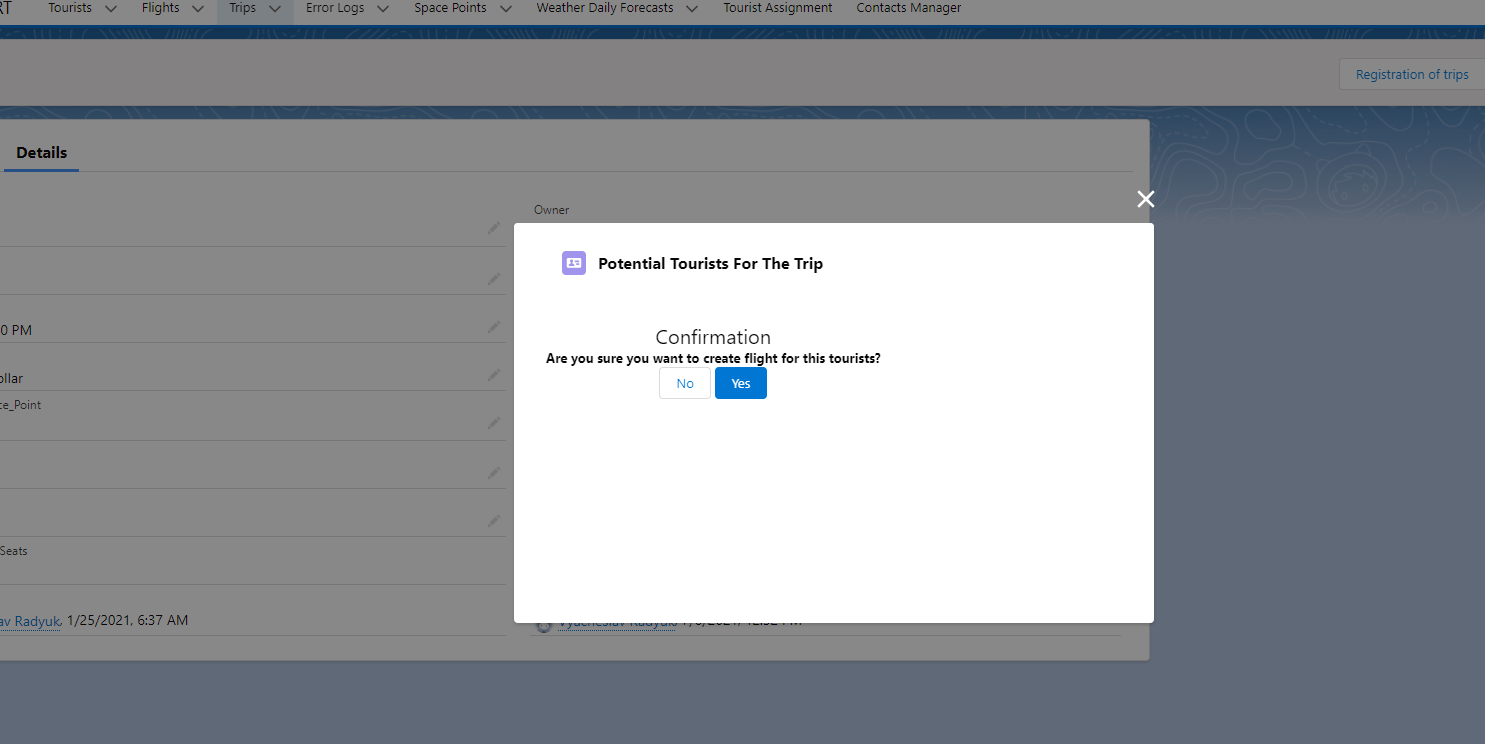 RT Tourists Flights Trips Error Logs Space Points Weather Daily Forecasts Tourist Assignment Contacts Manager
Registration of trips
Details
Owner
Potential Tourists For The Trip
0 PM
Confirmation
Are you sure you want to create flight for this tourists?
No Yes
ollar
ce_Point
Seats
av Radyuk, 1/25/2021, 6:37 AM
Vyacheslav Radyuk